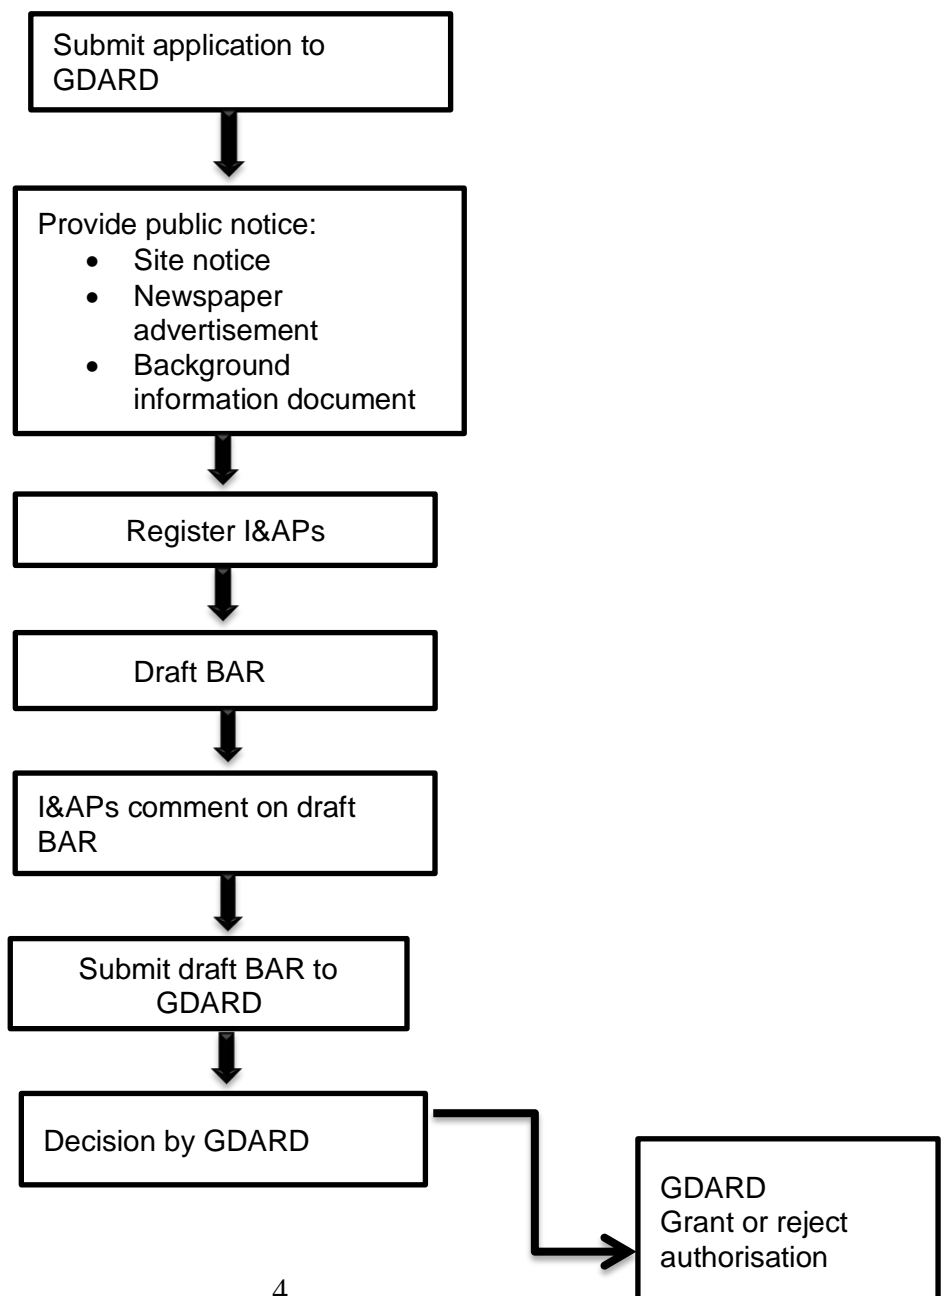 Submit application to
GDARD
Provide public notice:
• Site notice
• Newspaper
advertisement
• Background
information document
Register I&APs
Draft BAR
I&APs comment on draft
BAR
Submit draft BAR to
GDARD
Decision by GDARD
GDARD
Grant or reject
authorisation
4